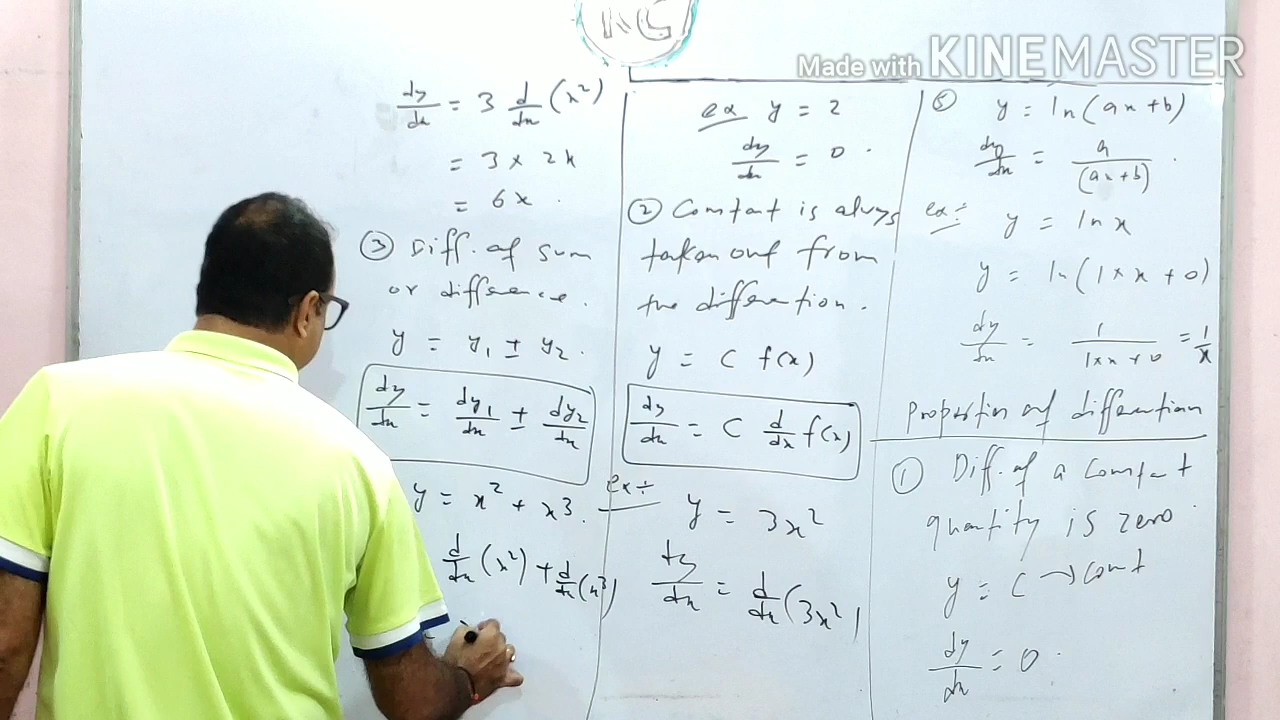 KG
Made with KINEMASTER
⑤ y = ln(ax+b)
dy/dx = a/(ax+b)
ex÷ y = ln x
y = ln(1×x+0)
dy/dx = 1/(1×x+0) = 1/x
Properties of differention
① Diff. of a constant
quantity is zero
y = C → const
dy/dx = 0
ex y = 2
dy/dx = 0
② Constant is always
taken out from
the differention.
y = C f(x)
dy/dx = C d/dx f(x)
ex÷ y = 3x²
dy/dx = d/dx(3x²)
dy/dx = 3 d/dx(x²)
= 3 × 2x
= 6x
③ Diff. of sum
or difference.
y = y₁ ± y₂.
dy/dx = dy₁/dx ± dy₂/dx
y = x² + x³.
d/dx(x²) + d/dx(x³)